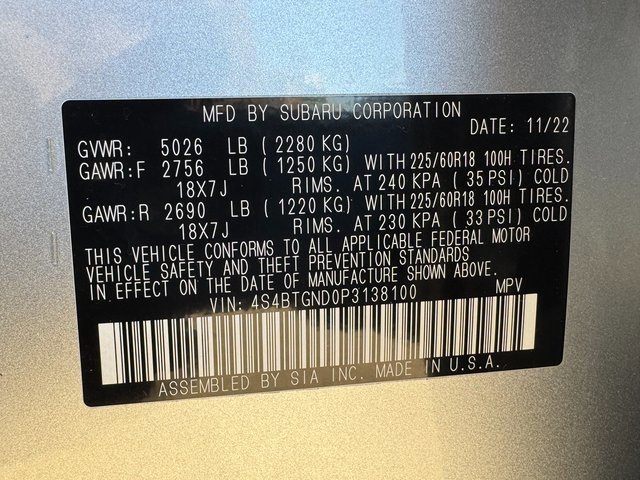 MFD BY SUBARU CORPORATION
DATE: 11/22
GVWR: 5026 LB ( 2280 KG)
GAWR:F 2756 LB ( 1250 KG) WITH 225/60R18 100H TIRES.
18X7J RIMS. AT 240 KPA ( 35 PSI) COLD
GAWR:R 2690 LB ( 1220 KG) WITH 225/60R18 100H TIRES.
18X7J RIMS. AT 230 KPA ( 33 PSI) COLD
THIS VEHICLE CONFORMS TO ALL APPLICABLE FEDERAL MOTOR
VEHICLE SAFETY AND THEFT PREVENTION STANDARDS
IN EFFECT ON THE DATE OF MANUFACTURE SHOWN ABOVE.
VIN: 4S4BTGND0P3138100 MPV
ASSEMBLED BY SIA INC. MADE IN U.S.A.